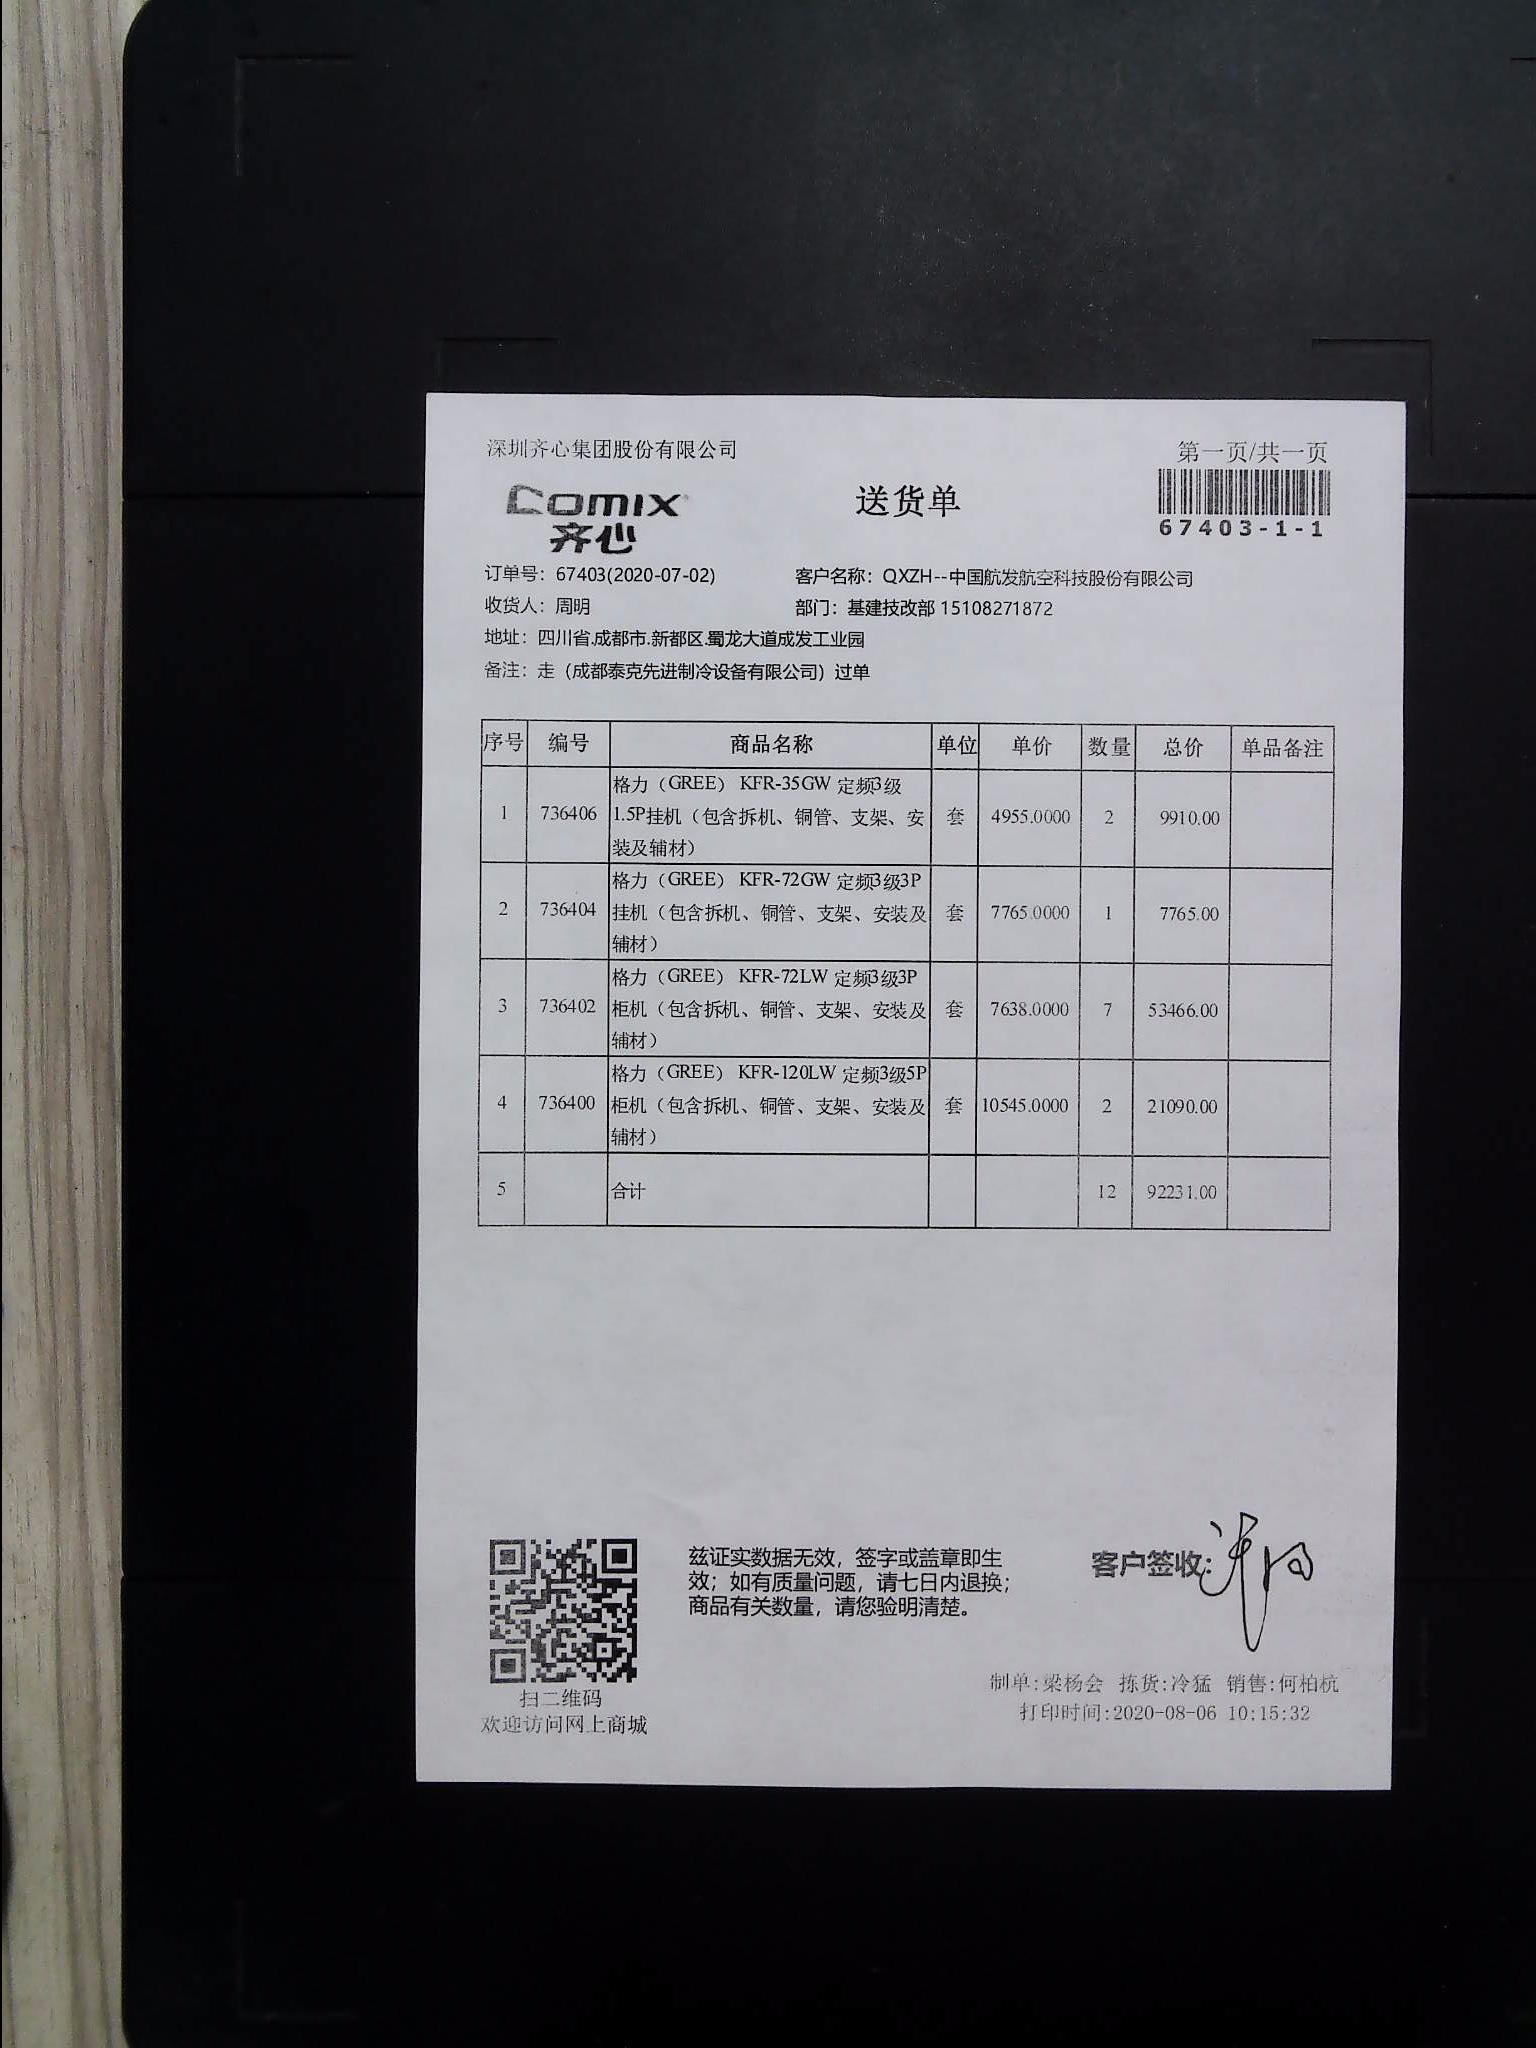 深圳齐心集团股份有限公司
第一页/共一页
comix
齐心
送货单
67403-1-1
订单号：67403(2020-07-02)
客户名称：QXZH--中国航发航空科技股份有限公司
收货人：周明
部门：基建技改部 15108271872
地址：四川省.成都市.新都区.蜀龙大道成发工业园
备注：走（成都泰克先进制冷设备有限公司）过单
序号 编号 商品名称 单位 单价 数量 总价 单品备注
格力（GREE） KFR-35GW 定频3级
1 736406 1.5P挂机（包含拆机、铜管、支架、安 套 4955.0000 2 9910.00
装及辅材）
格力（GREE） KFR-72GW 定频3级3P
2 736404 挂机（包含拆机、铜管、支架、安装及 套 7765.0000 1 7765.00
辅材）
格力（GREE） KFR-72LW 定频3级3P
3 736402 柜机（包含拆机、铜管、支架、安装及 套 7638.0000 7 53466.00
辅材）
格力（GREE） KFR-120LW 定频3级5P
4 736400 柜机（包含拆机、铜管、支架、安装及 套 10545.0000 2 21090.00
辅材）
5 合计 12 92231.00
兹证实数据无效，签字或盖章即生
效；如有质量问题，请七日内退换；
商品有关数量，请您验明清楚。
客户签收：
扫二维码
欢迎访问网上商城
制单:梁杨会 拣货:冷猛 销售:何柏杭
打印时间:2020-08-06 10:15:32